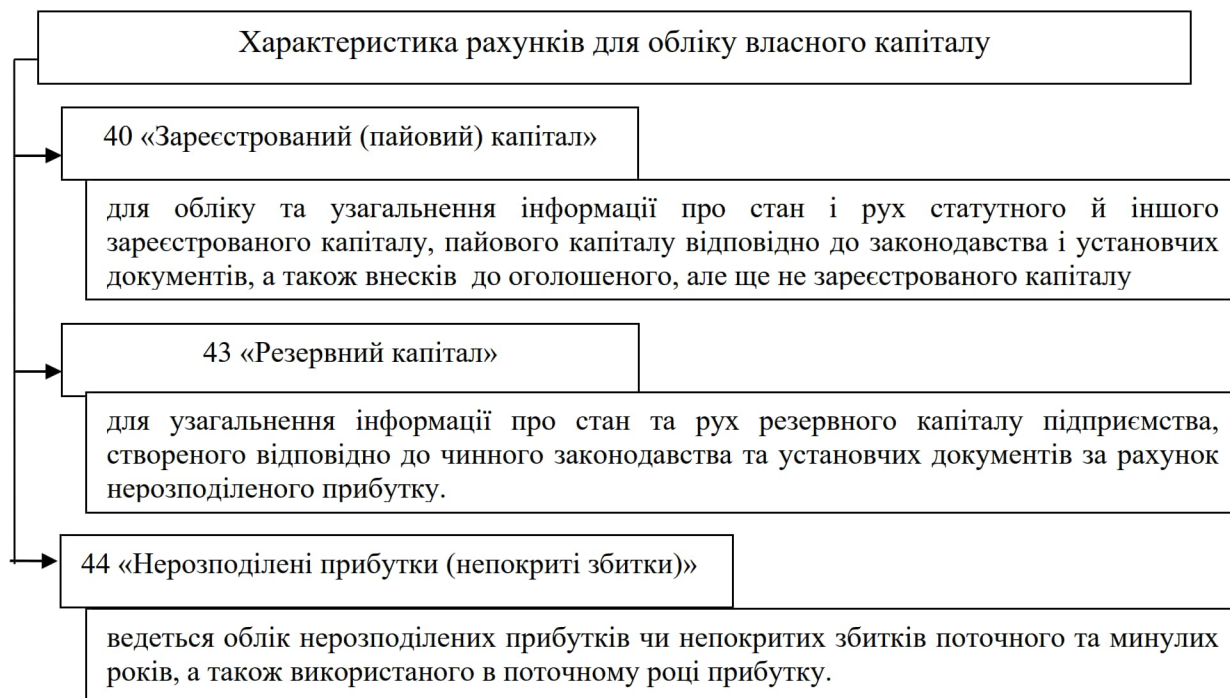 Характеристика рахунків для обліку власного капіталу
40 «Зареєстрований (пайовий) капітал»
для обліку та узагальнення інформації про стан і рух статутного й іншого
зареєстрованого капіталу, пайового капіталу відповідно до законодавства і установчих
документів, а також внесків до оголошеного, але ще не зареєстрованого капіталу
43 «Резервний капітал»
для узагальнення інформації про стан та рух резервного капіталу підприємства,
створеного відповідно до чинного законодавства та установчих документів за рахунок
нерозподіленого прибутку.
44 «Нерозподілені прибутки (непокриті збитки)»
ведеться облік нерозподілених прибутків чи непокритих збитків поточного та минулих
років, а також використаного в поточному році прибутку.